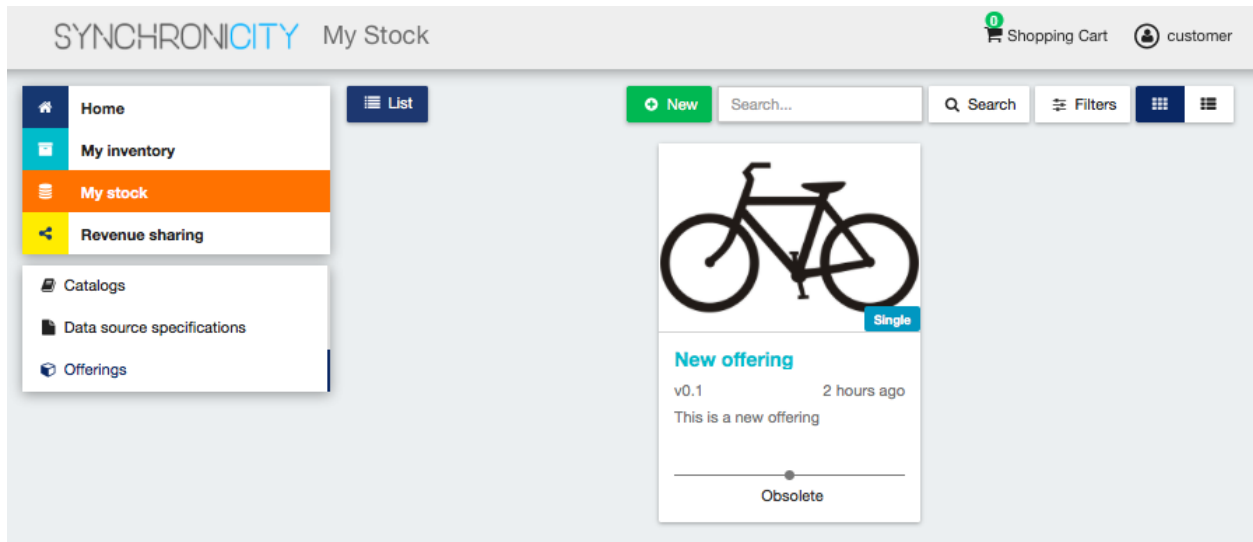 SYNCHRONICITY My Stock
0
Shopping Cart
customer
Home
My inventory
My stock
Revenue sharing
Catalogs
Data source specifications
Offerings
List
New
Search...
Search
Filters
Single
New offering
v0.1 2 hours ago
This is a new offering
Obsolete